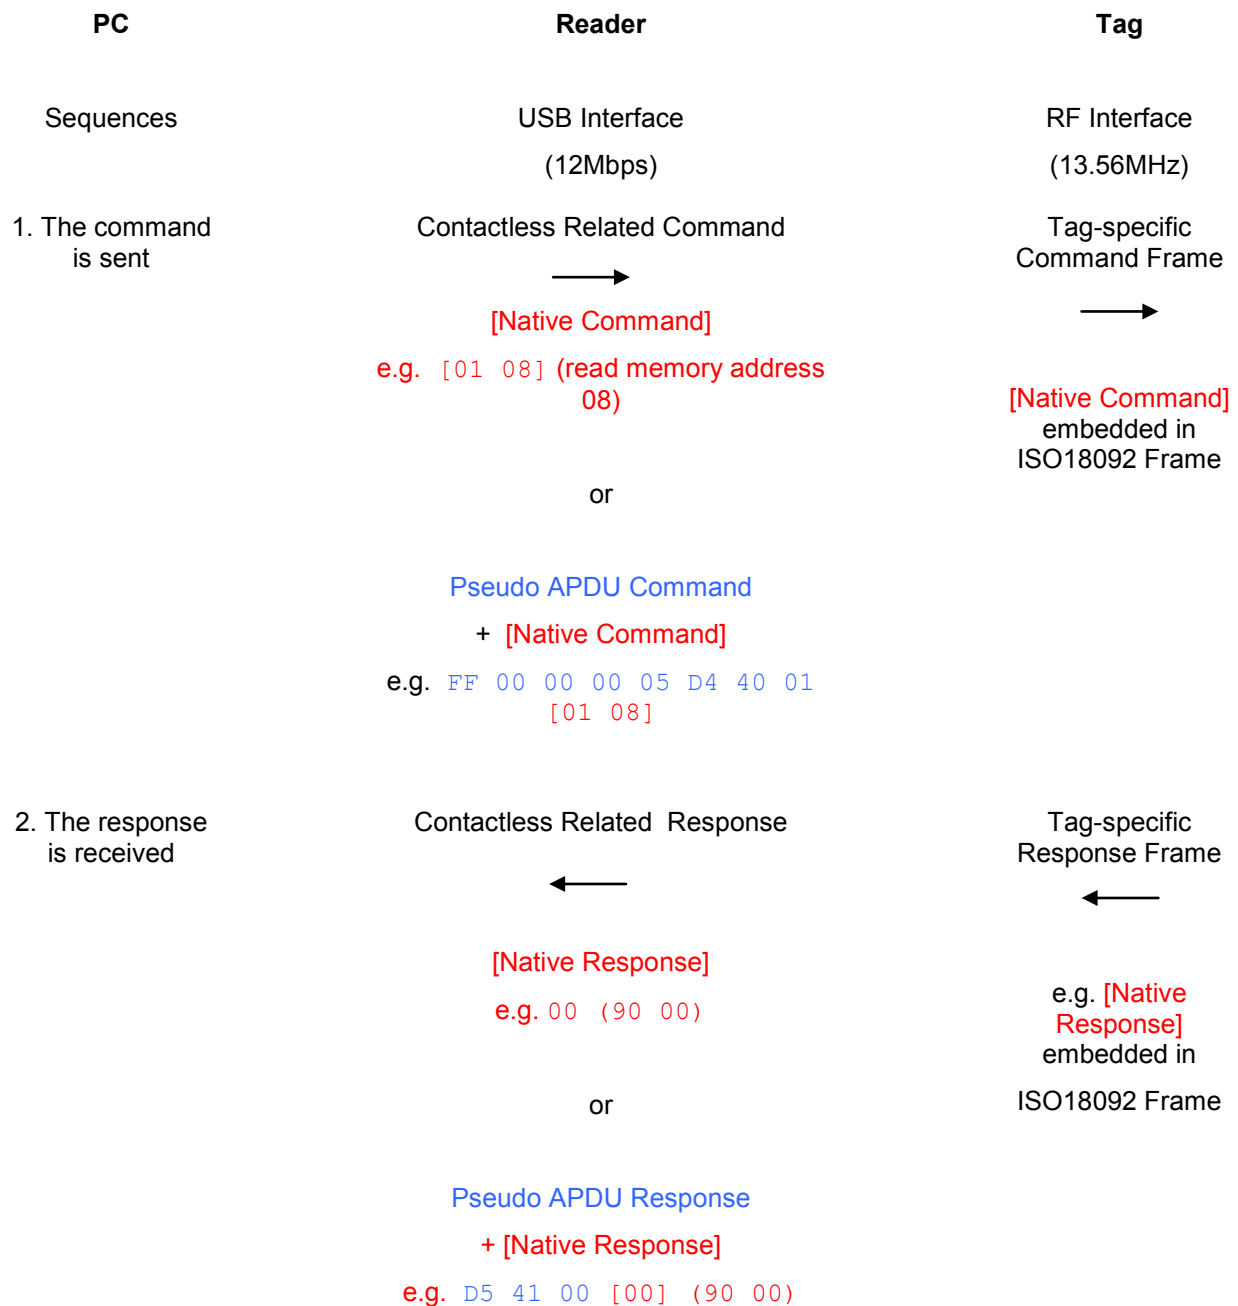 PC Reader Tag
Sequences USB Interface RF Interface
(12Mbps) (13.56MHz)
1. The command
is sent
Contactless Related Command
Tag-specific
Command Frame
[Native Command]
e.g. [01 08] (read memory address
08)
[Native Command]
embedded in
ISO18092 Frame
or
Pseudo APDU Command
+ [Native Command]
e.g. FF 00 00 00 05 D4 40 01
[01 08]
2. The response
is received
Contactless Related Response
Tag-specific
Response Frame
[Native Response]
e.g. 00 (90 00)
e.g. [Native
Response]
embedded in
ISO18092 Frame
or
Pseudo APDU Response
+ [Native Response]
e.g. D5 41 00 [00] (90 00)